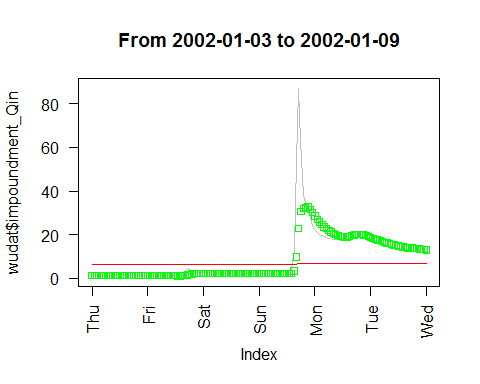 From 2002-01-03 to 2002-01-09
wudat$impoundment_Qin
80
60
40
20
0
Thu
Fri
Sat
Sun
Mon
Tue
Wed
Index